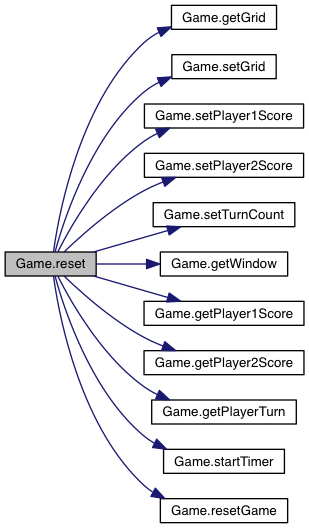 Game.getGrid
Game.setGrid
Game.setPlayer1Score
Game.setPlayer2Score
Game.setTurnCount
Game.reset
Game.getWindow
Game.getPlayer1Score
Game.getPlayer2Score
Game.getPlayerTurn
Game.startTimer
Game.resetGame